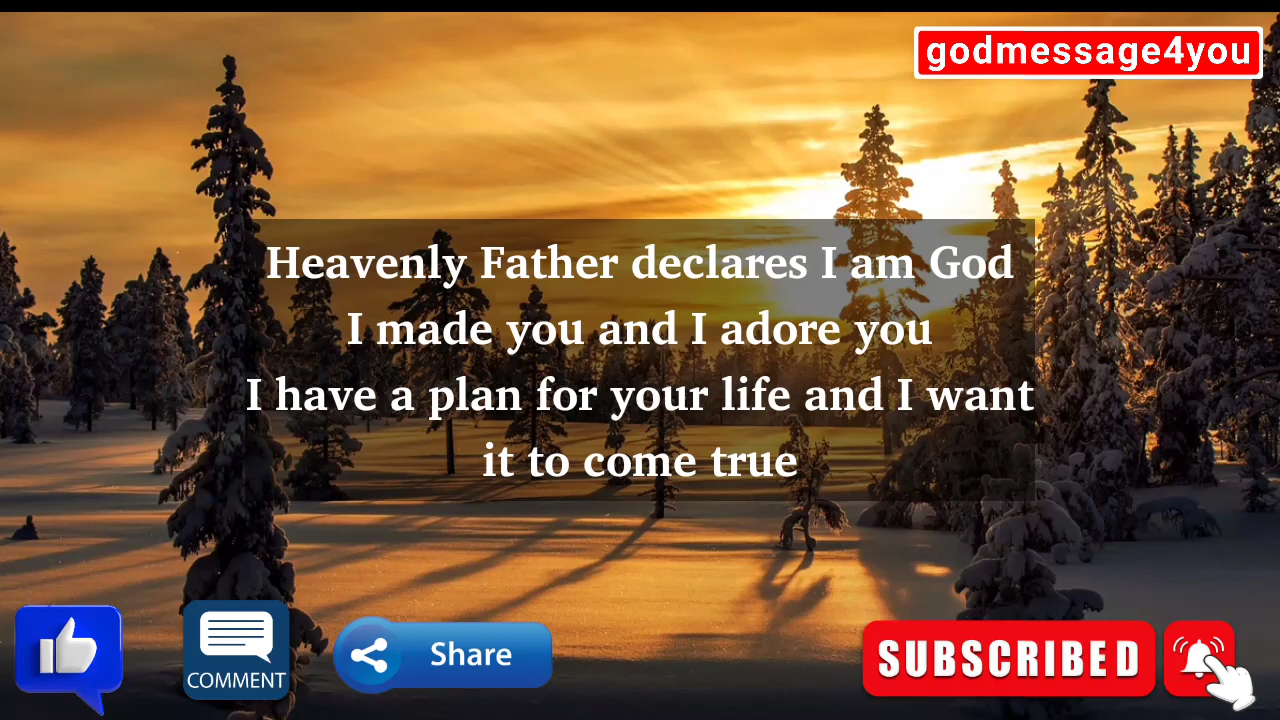 godmessage4you
Heavenly Father declares I am God
I made you and I adore you
I have a plan for your life and I want
it to come true
COMMENT
Share
SUBSCRIBED